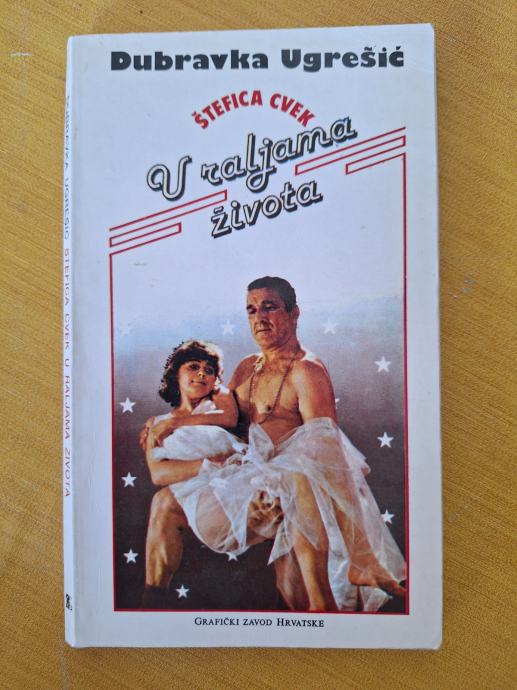 Dubravka Ugrešić
ŠTEFICA CVEK
U raljama
života
GRAFIČKI ZAVOD HRVATSKE
DUBRAVKA UGREŠIĆ ŠTEFICA CVEK U RALJAMA ŽIVOTA